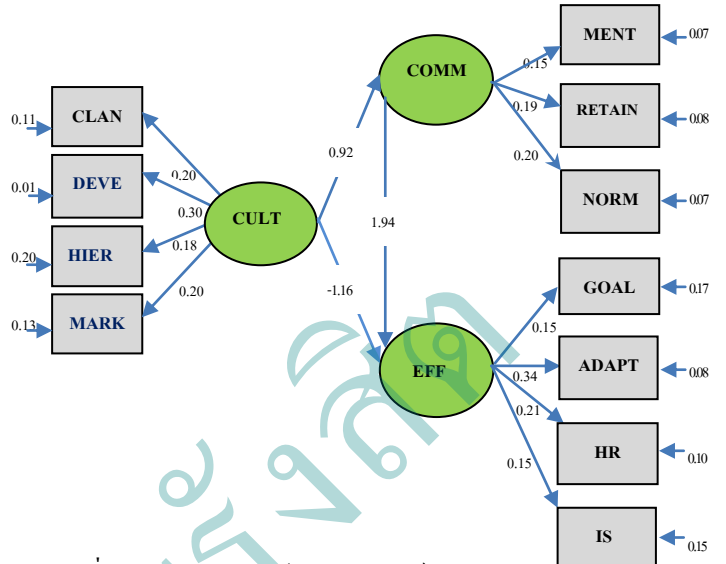 MENT
0.07
0.15
COMM
RETAIN
0.08
0.19
0.11
CLAN
0.20
NORM
0.07
0.92
0.01
DEVE
0.20
0.30
CULT
1.94
0.20
HIER
0.18
0.20
-1.16
GOAL
0.17
0.13
MARK
0.15
EFF
ADAPT
0.08
0.34
0.21
HR
0.10
0.15
IS
0.15